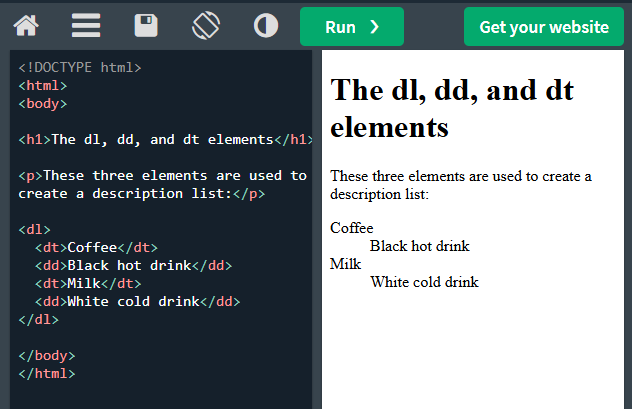 Run ❯
Get your website
<!DOCTYPE html>
<html>
<body>
<h1>The dl, dd, and dt elements</h1>
<p>These three elements are used to
create a description list:</p>
<dl>
<dt>Coffee</dt>
<dd>Black hot drink</dd>
<dt>Milk</dt>
<dd>White cold drink</dd>
</dl>
</body>
</html>
The dl, dd, and dt
elements
These three elements are used to create a
description list:
Coffee
Black hot drink
Milk
White cold drink